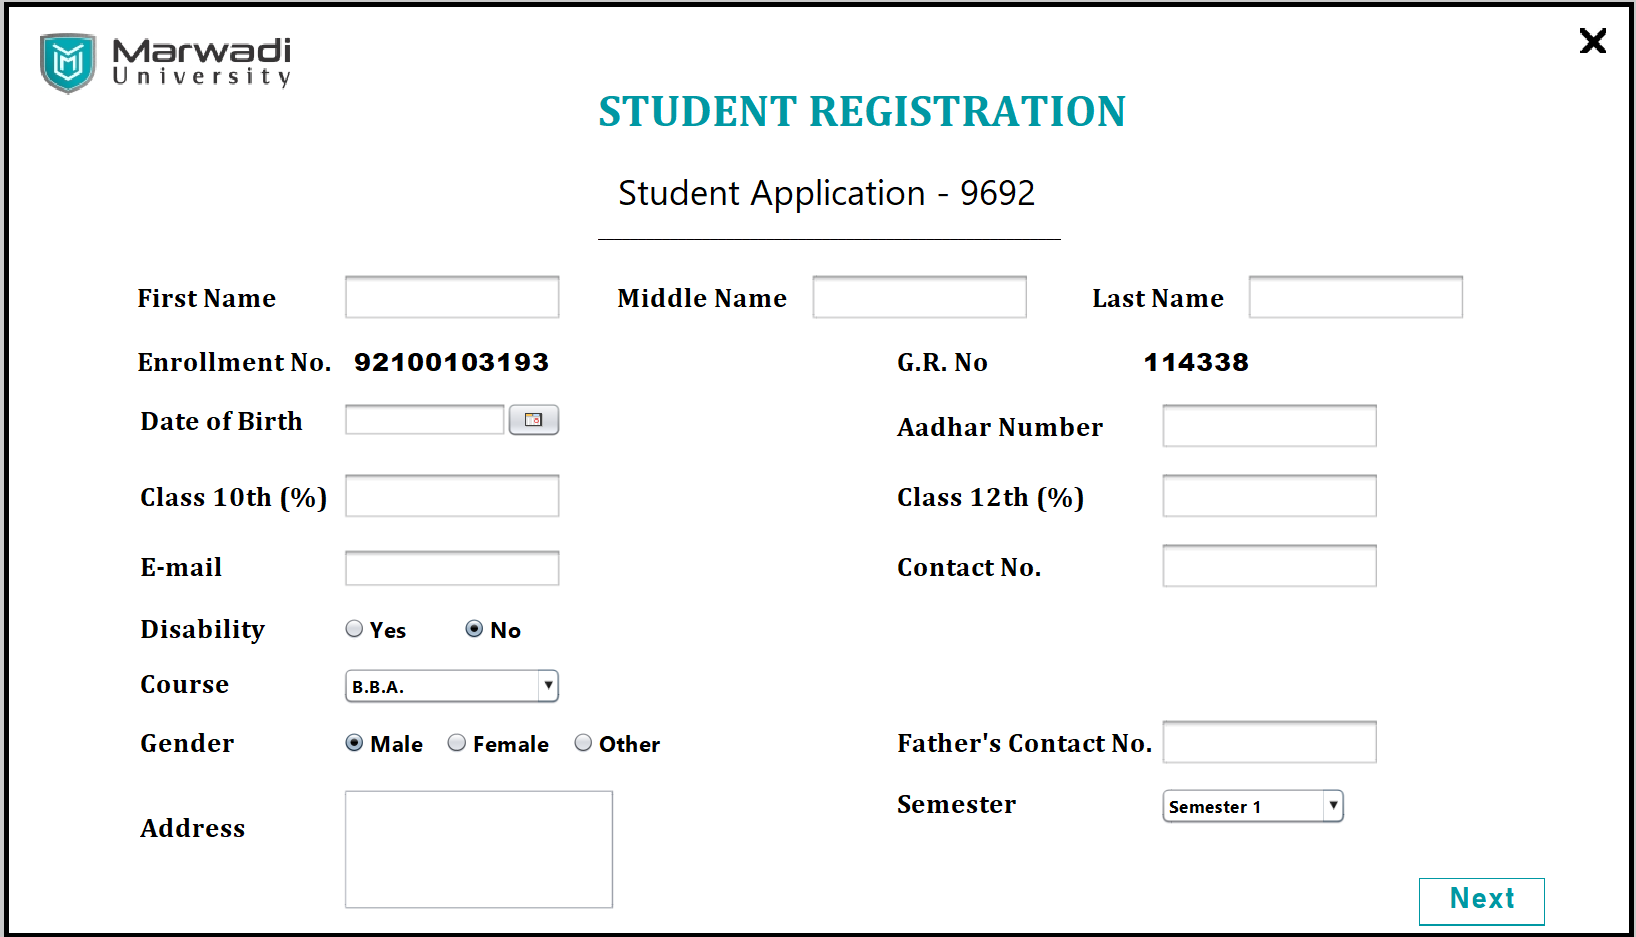 Marwadi
University
STUDENT REGISTRATION
Student Application - 9692
First Name Middle Name Last Name
Enrollment No. 92100103193 G.R. No 114338
Date of Birth Aadhar Number
Class 10th (%) Class 12th (%)
E-mail Contact No.
Disability Yes No
Course B.B.A.
Gender Male Female Other Father's Contact No.
Semester Semester 1
Address
Next